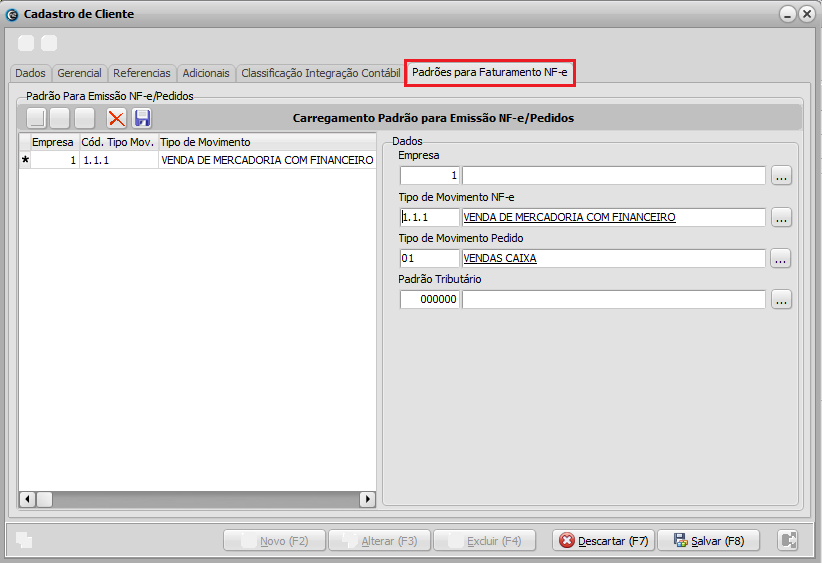 Cadastro de Cliente
Dados Gerencial Referencias Adicionais Classificação Integração Contábil Padrões para Faturamento NF-e
Padrão Para Emissão NF-e/Pedidos
Carregamento Padrão para Emissão NF-e/Pedidos
Empresa Cód. Tipo Mov. Tipo de Movimento
* 1 1.1.1 VENDA DE MERCADORIA COM FINANCEIRO
Dados
Empresa
1 ...
Tipo de Movimento NF-e
1.1.1 VENDA DE MERCADORIA COM FINANCEIRO ...
Tipo de Movimento Pedido
01 VENDAS CAIXA ...
Padrão Tributário
000000 ...
Novo (F2) Alterar (F3) Excluir (F4) Descartar (F7) Salvar (F8)